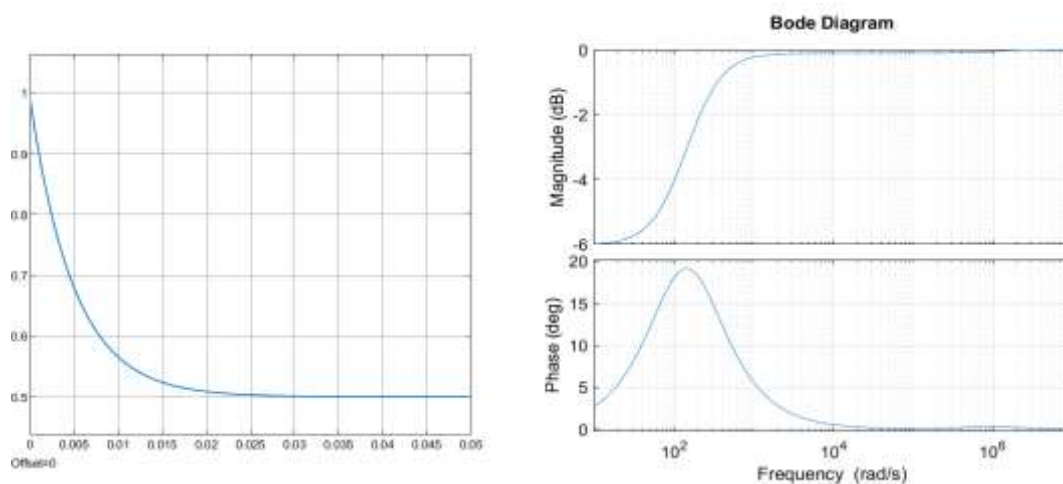 1
0.9
0.8
0.7
0.6
0.5
0 0.005 0.01 0.015 0.02 0.025 0.03 0.035 0.04 0.045 0.05
Offset=0
Bode Diagram
Magnitude (dB)
0
-2
-4
-6
Phase (deg)
20
15
10
5
0
10² 10⁴ 10⁶
Frequency (rad/s)